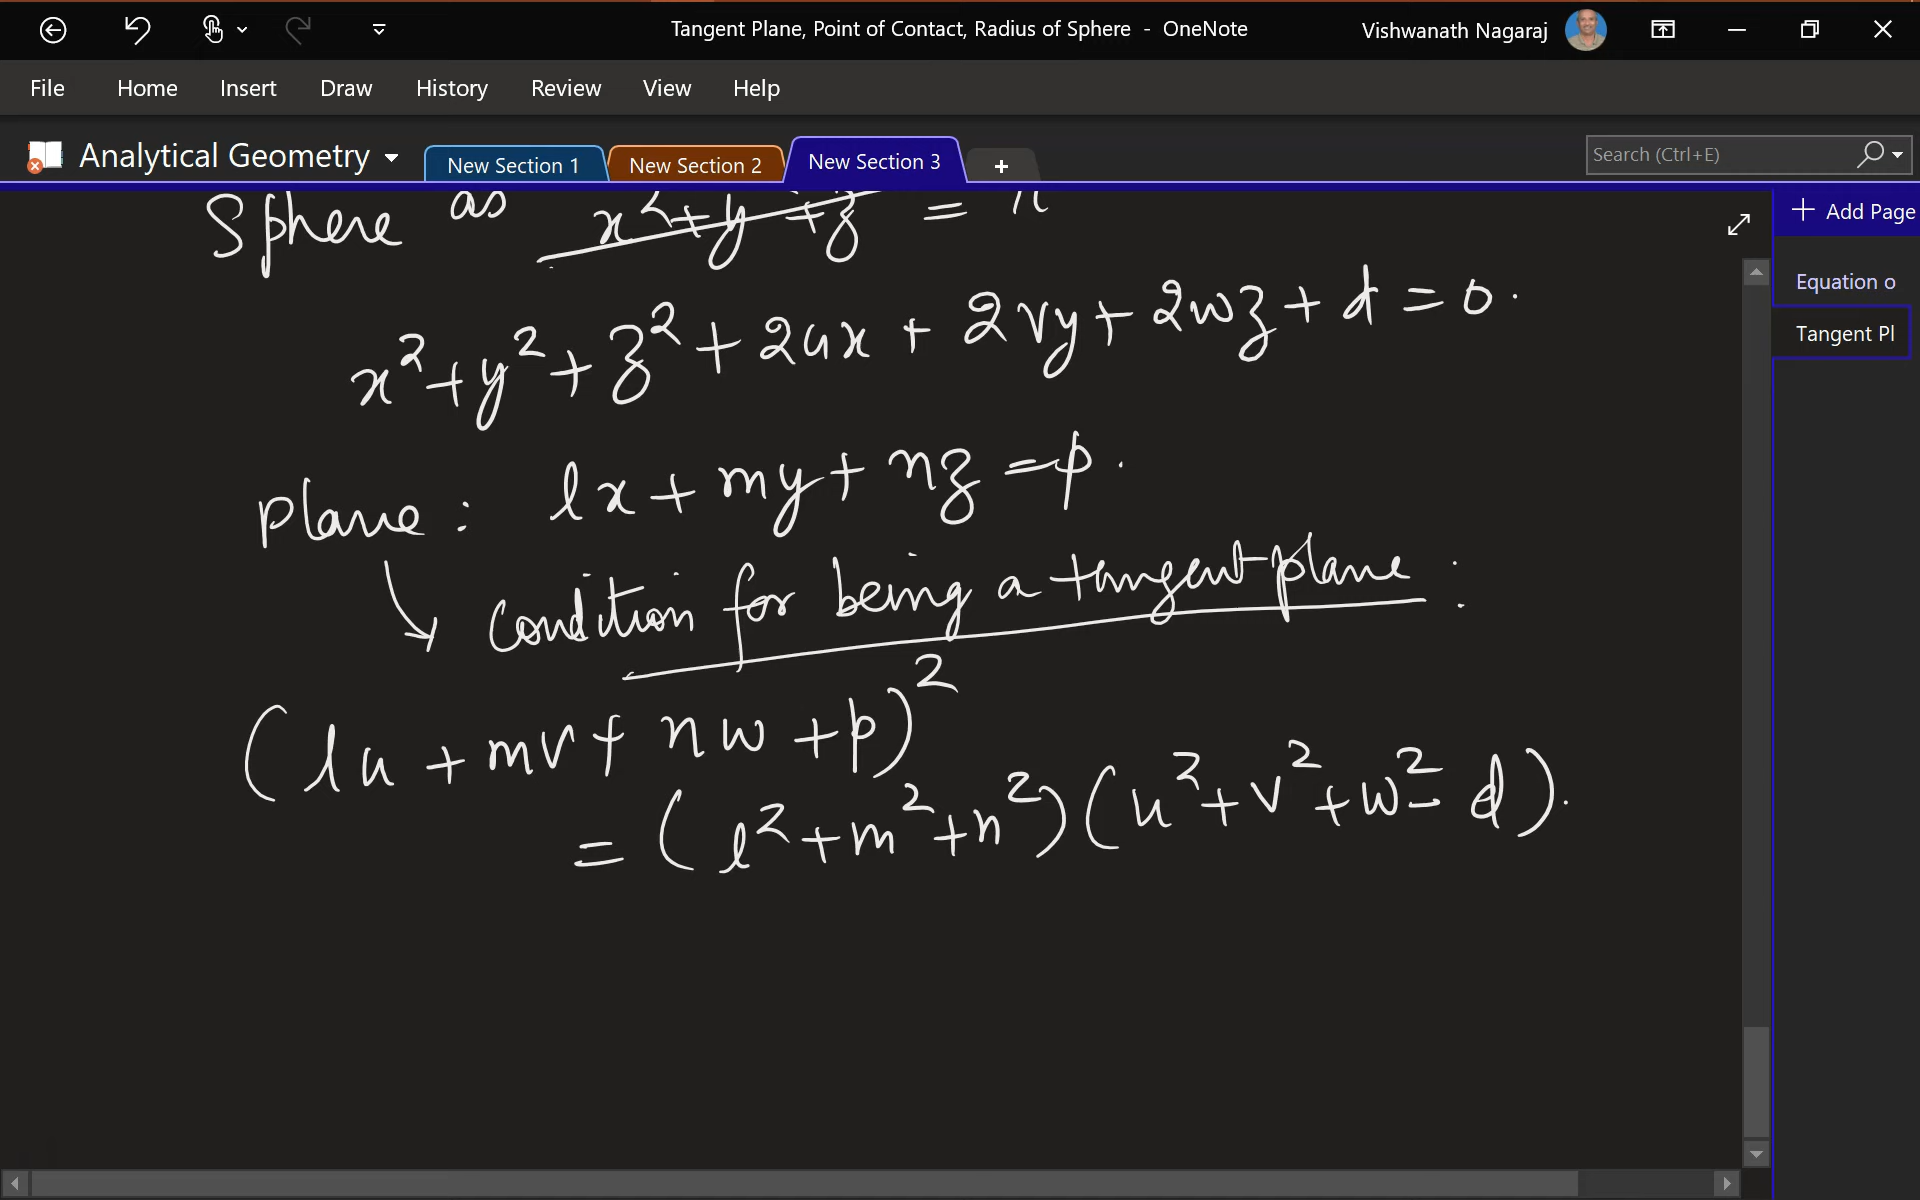 Tangent Plane, Point of Contact, Radius of Sphere - OneNote
Vishwanath Nagaraj
File Home Insert Draw History Review View Help
Analytical Geometry
New Section 1 New Section 2 New Section 3 +
Search (Ctrl+E)
+ Add Page
Equation o
Tangent Pl
Sphere as x²+y²+z² =
x²+y²+z²+2ux+2vy+2wz+d=0.
Plane: lx+my+nz=p.
Condition for being a tangent plane:
(lu+mv+nw+p)²
= (l²+m²+n²)(u²+v²+w²-d).